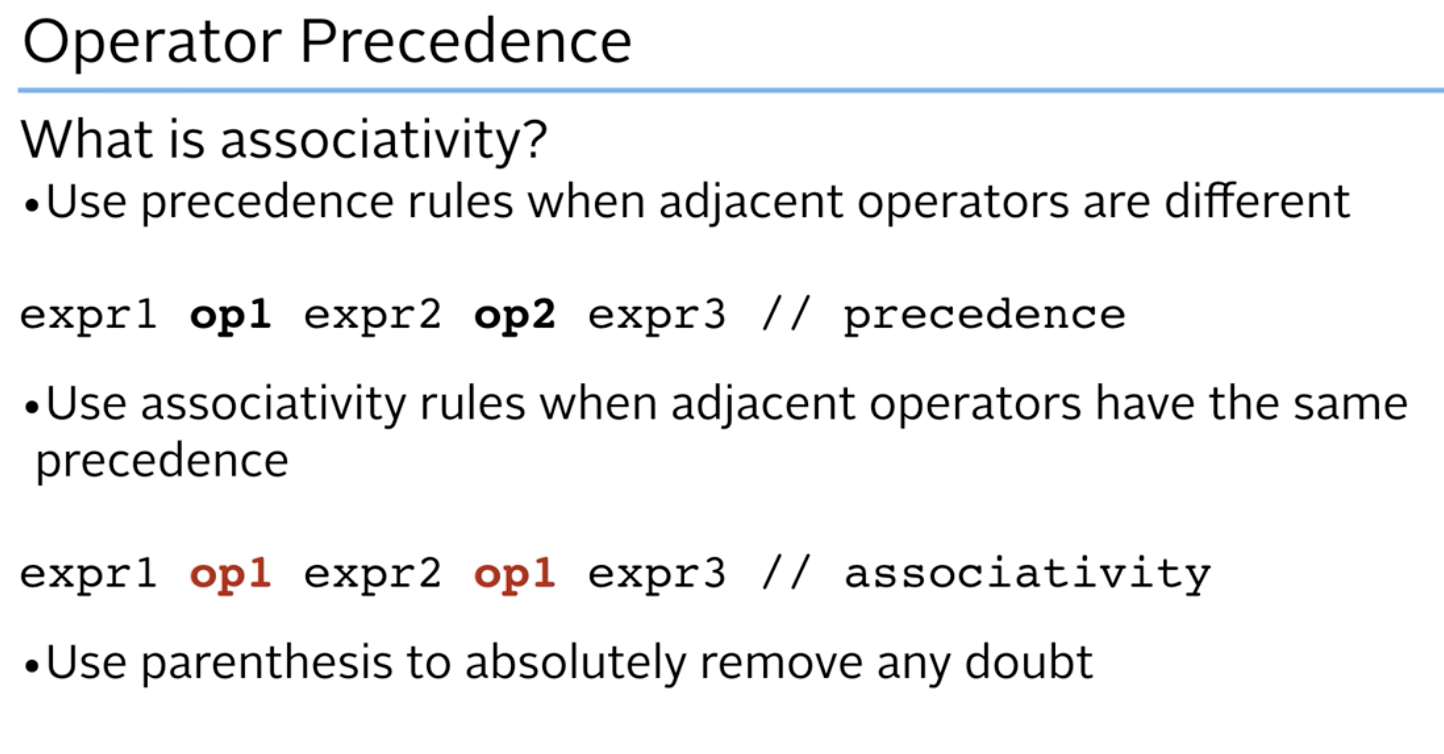 Operator Precedence
What is associativity?
•Use precedence rules when adjacent operators are different
expr1 op1 expr2 op2 expr3 // precedence
•Use associativity rules when adjacent operators have the same
precedence
expr1 op1 expr2 op1 expr3 // associativity
•Use parenthesis to absolutely remove any doubt